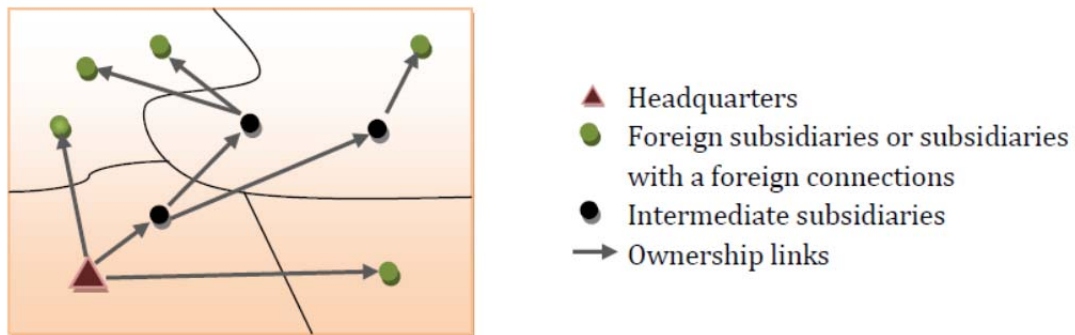 Headquarters
Foreign subsidiaries or subsidiaries
with a foreign connections
Intermediate subsidiaries
Ownership links